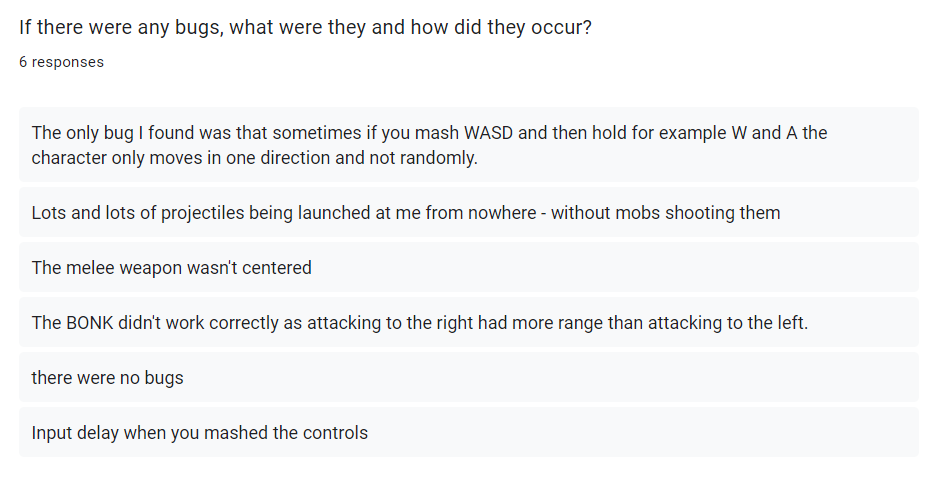 If there were any bugs, what were they and how did they occur?
6 responses
The only bug I found was that sometimes if you mash WASD and then hold for example W and A the
character only moves in one direction and not randomly.
Lots and lots of projectiles being launched at me from nowhere - without mobs shooting them
The melee weapon wasn't centered
The BONK didn't work correctly as attacking to the right had more range than attacking to the left.
there were no bugs
Input delay when you mashed the controls